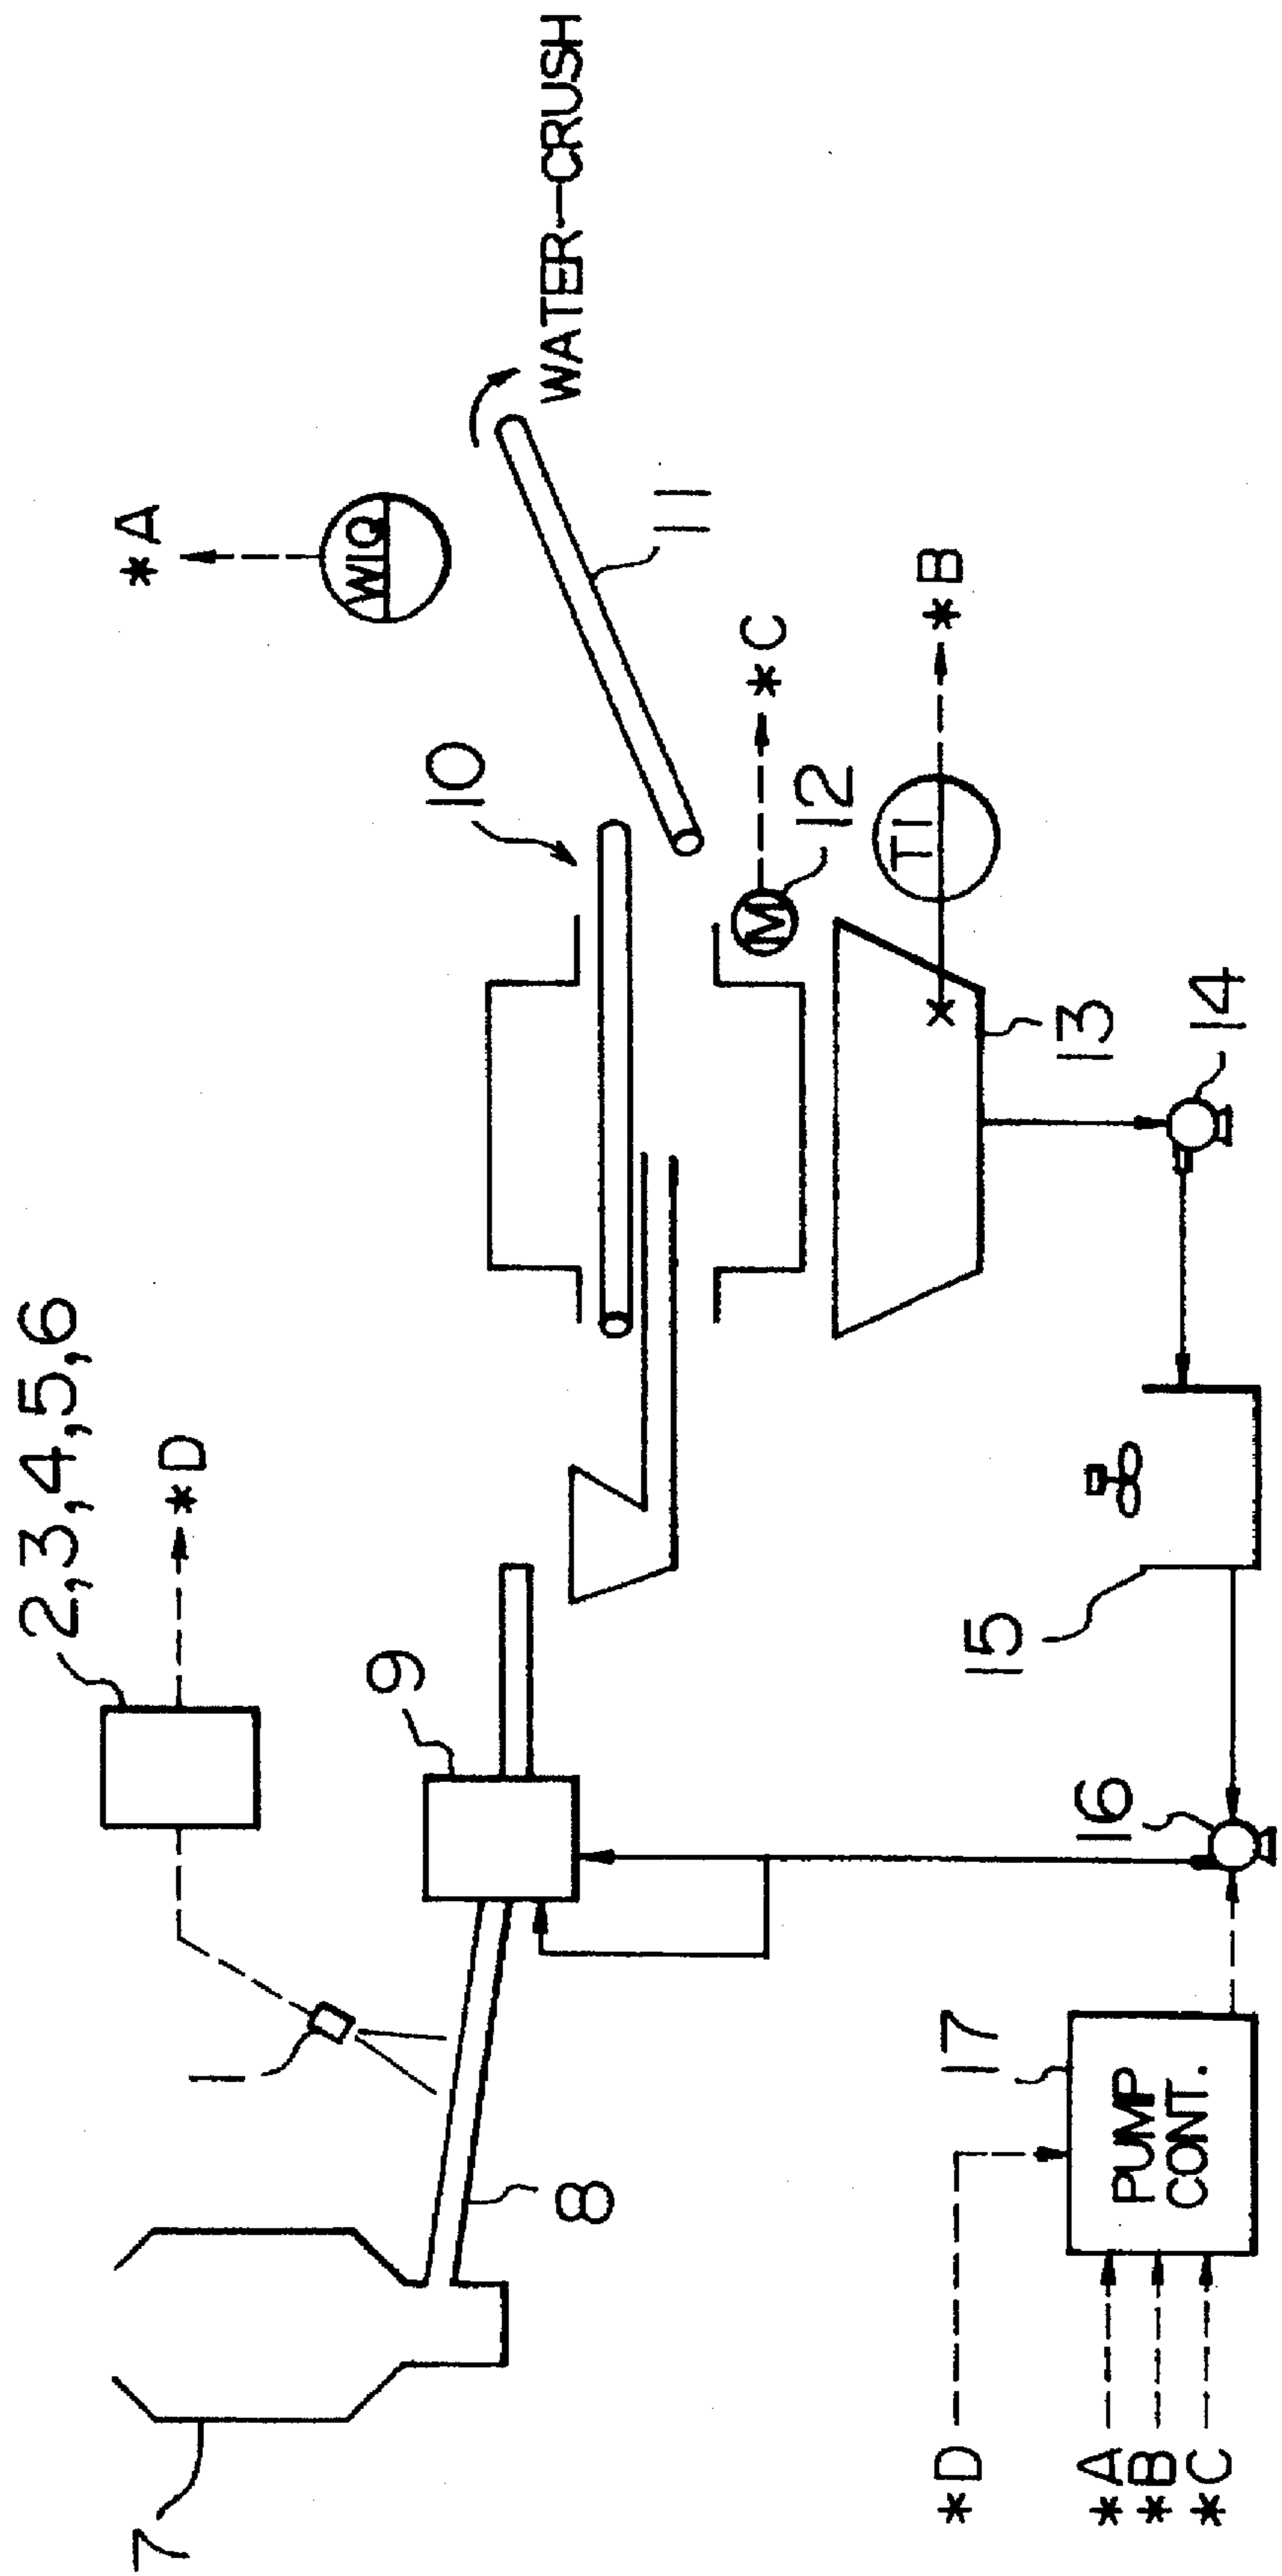 2,3,4,5,6
*D
*A
WIQ
WATER-CRUSH
1
9
10
11
7
8
*C
M
12
TI
*B
13
14
15
16
17
PUMP
CONT.
*D
*A
*B
*C